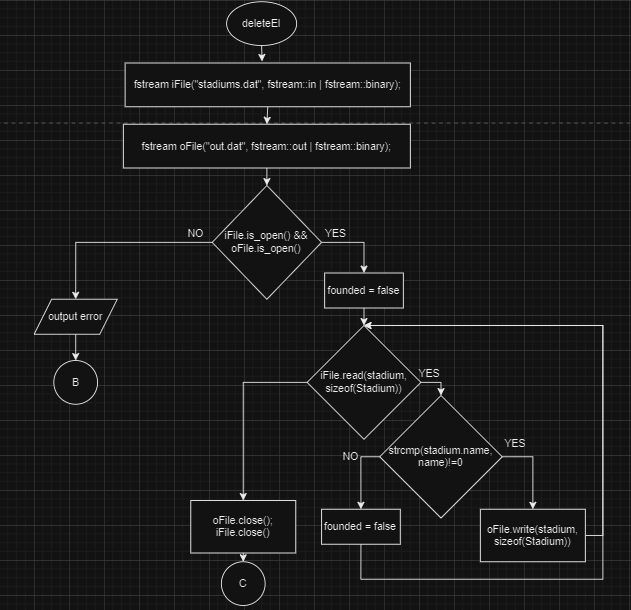 deleteEl
fstream iFile("stadiums.dat", fstream::in | fstream::binary);
fstream oFile("out.dat", fstream::out | fstream::binary);
iFile.is_open() &&
oFile.is_open()
NO
YES
output error
B
founded = false
iFile.read(stadium,
sizeof(Stadium))
YES
strcmp(stadium.name,
name)!=0
NO
YES
oFile.close();
iFile.close()
founded = false
oFile.write(stadium,
sizeof(Stadium))
C